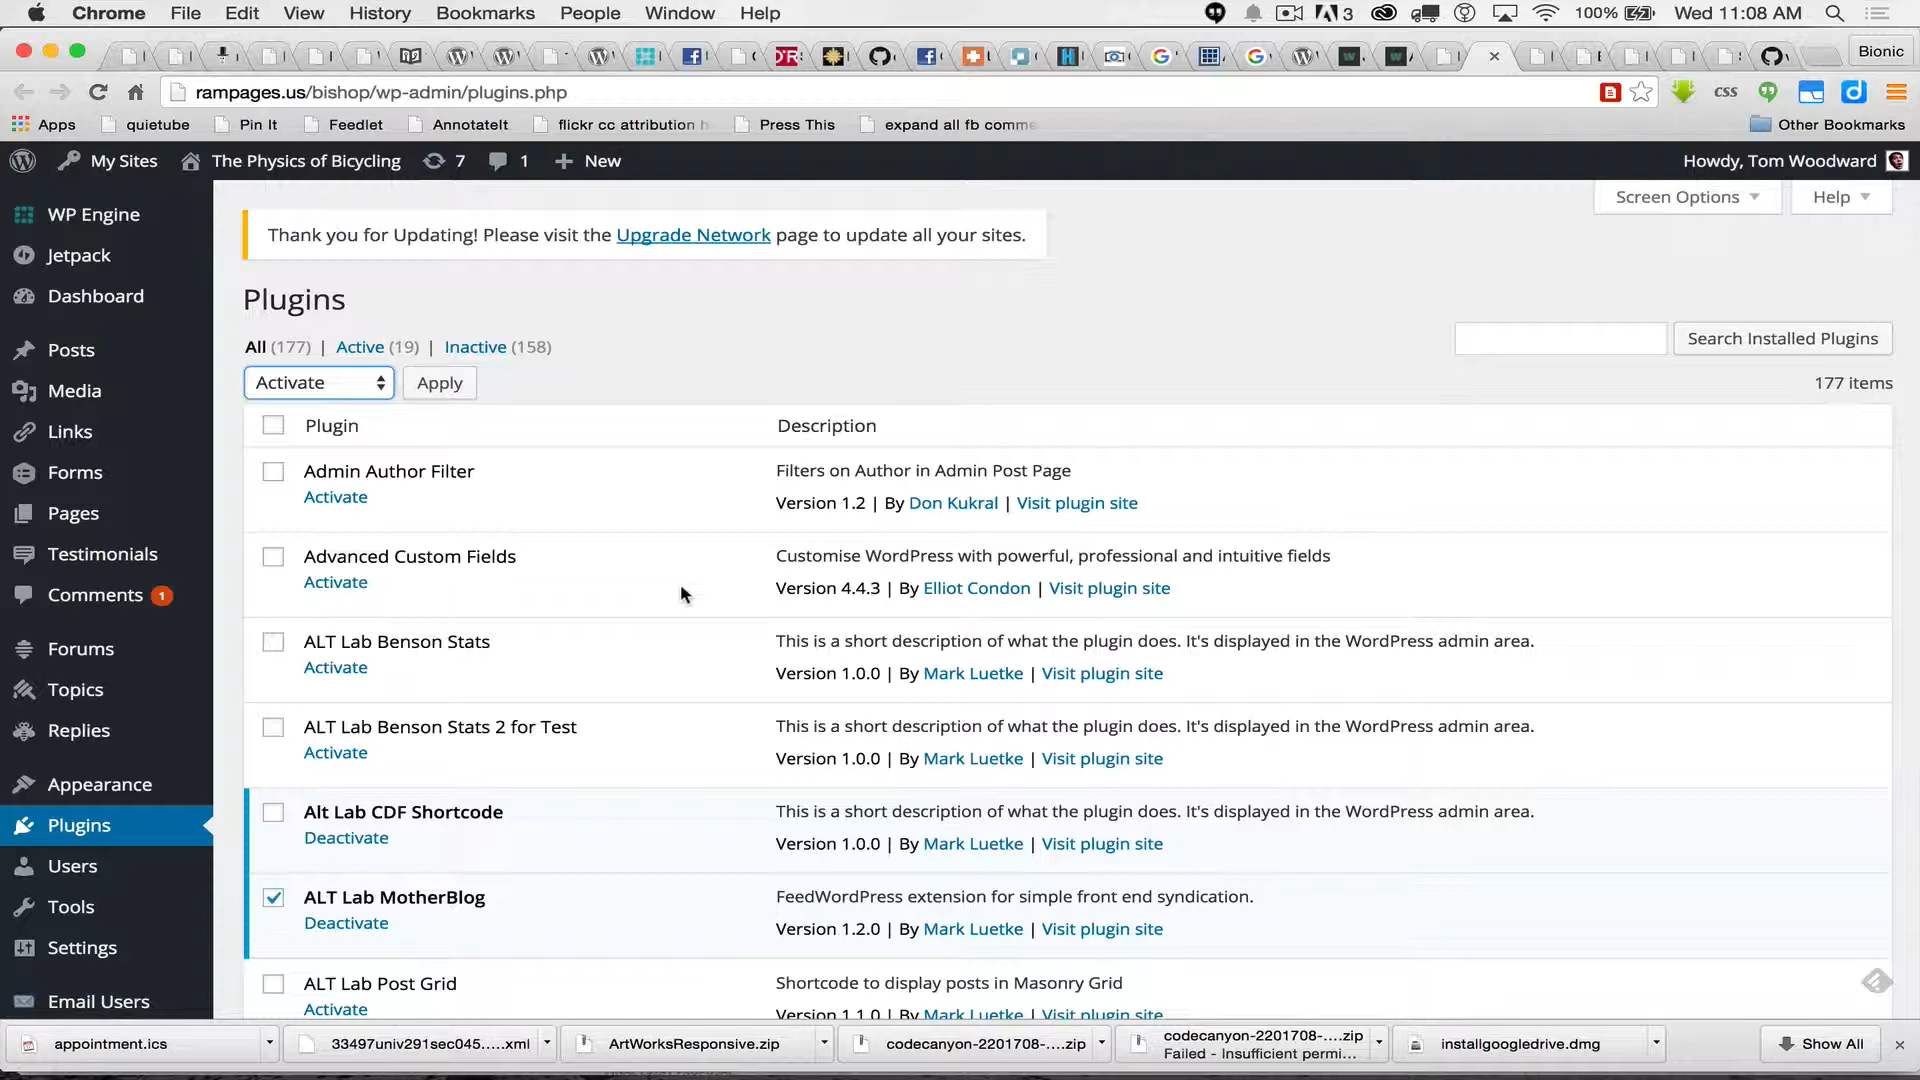 Chrome File Edit View History Bookmarks People Window Help 3 100% Wed 11:08 AM
Bionic
rampages.us/bishop/wp-admin/plugins.php css
Apps quietube Pin It Feedlet AnnotateIt flickr cc attribution h Press This expand all fb comme Other Bookmarks
My Sites The Physics of Bicycling 7 1 New Howdy, Tom Woodward
Screen Options Help
WP Engine
Jetpack
Dashboard
Posts
Media
Links
Forms
Pages
Testimonials
Comments 1
Forums
Topics
Replies
Appearance
Plugins
Users
Tools
Settings
Email Users
Thank you for Updating! Please visit the Upgrade Network page to update all your sites.
Plugins
All (177) | Active (19) | Inactive (158)
Search Installed Plugins
Activate Apply 177 items
Plugin Description
Admin Author Filter Filters on Author in Admin Post Page
Activate Version 1.2 | By Don Kukral | Visit plugin site
Advanced Custom Fields Customise WordPress with powerful, professional and intuitive fields
Activate Version 4.4.3 | By Elliot Condon | Visit plugin site
ALT Lab Benson Stats This is a short description of what the plugin does. It's displayed in the WordPress admin area.
Activate Version 1.0.0 | By Mark Luetke | Visit plugin site
ALT Lab Benson Stats 2 for Test This is a short description of what the plugin does. It's displayed in the WordPress admin area.
Activate Version 1.0.0 | By Mark Luetke | Visit plugin site
Alt Lab CDF Shortcode This is a short description of what the plugin does. It's displayed in the WordPress admin area.
Deactivate Version 1.0.0 | By Mark Luetke | Visit plugin site
ALT Lab MotherBlog FeedWordPress extension for simple front end syndication.
Deactivate Version 1.2.0 | By Mark Luetke | Visit plugin site
ALT Lab Post Grid Shortcode to display posts in Masonry Grid
Activate Version 1.1.0 | By Mark Luetke | Visit plugin site
appointment.ics 33497univ291sec045.....xml ArtWorksResponsive.zip codecanyon-2201708-....zip codecanyon-2201708-....zip installgoogledrive.dmg Show All
Failed - Insufficient permi...